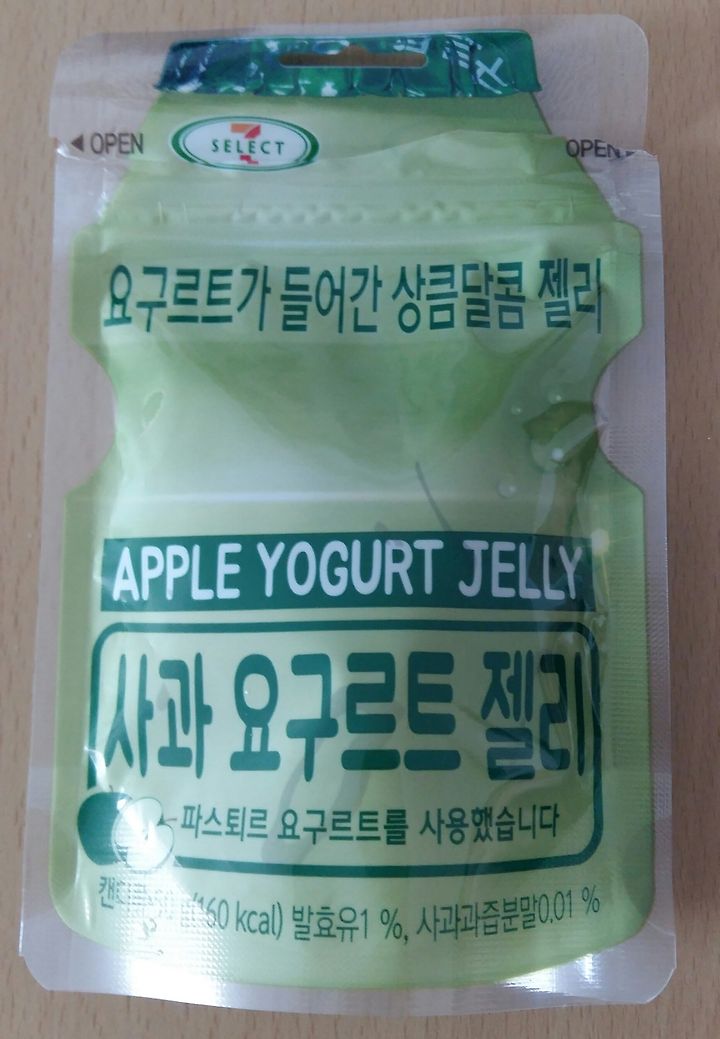 OPEN
7
SELECT
OPEN
요구르트가 들어간 상큼달콤 젤리
APPLE YOGURT JELLY
사과 요구르트 젤리
파스퇴르 요구르트를 사용했습니다
(160 kcal) 발효유1 %, 사과과즙분말0.01 %